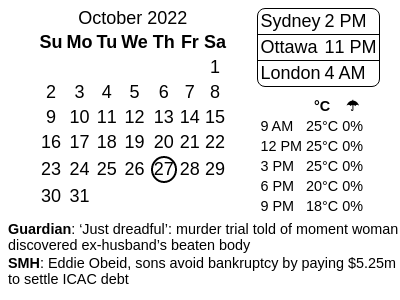 October 2022
Su Mo Tu We Th Fr Sa
1
2 3 4 5 6 7 8
9 10 11 12 13 14 15
16 17 18 19 20 21 22
23 24 25 26 27 28 29
30 31
Sydney 2 PM
Ottawa 11 PM
London 4 AM
°C ☂
9 AM 25°C 0%
12 PM 25°C 0%
3 PM 25°C 0%
6 PM 20°C 0%
9 PM 18°C 0%
Guardian: ‘Just dreadful’: murder trial told of moment woman
discovered ex-husband’s beaten body
SMH: Eddie Obeid, sons avoid bankruptcy by paying $5.25m
to settle ICAC debt